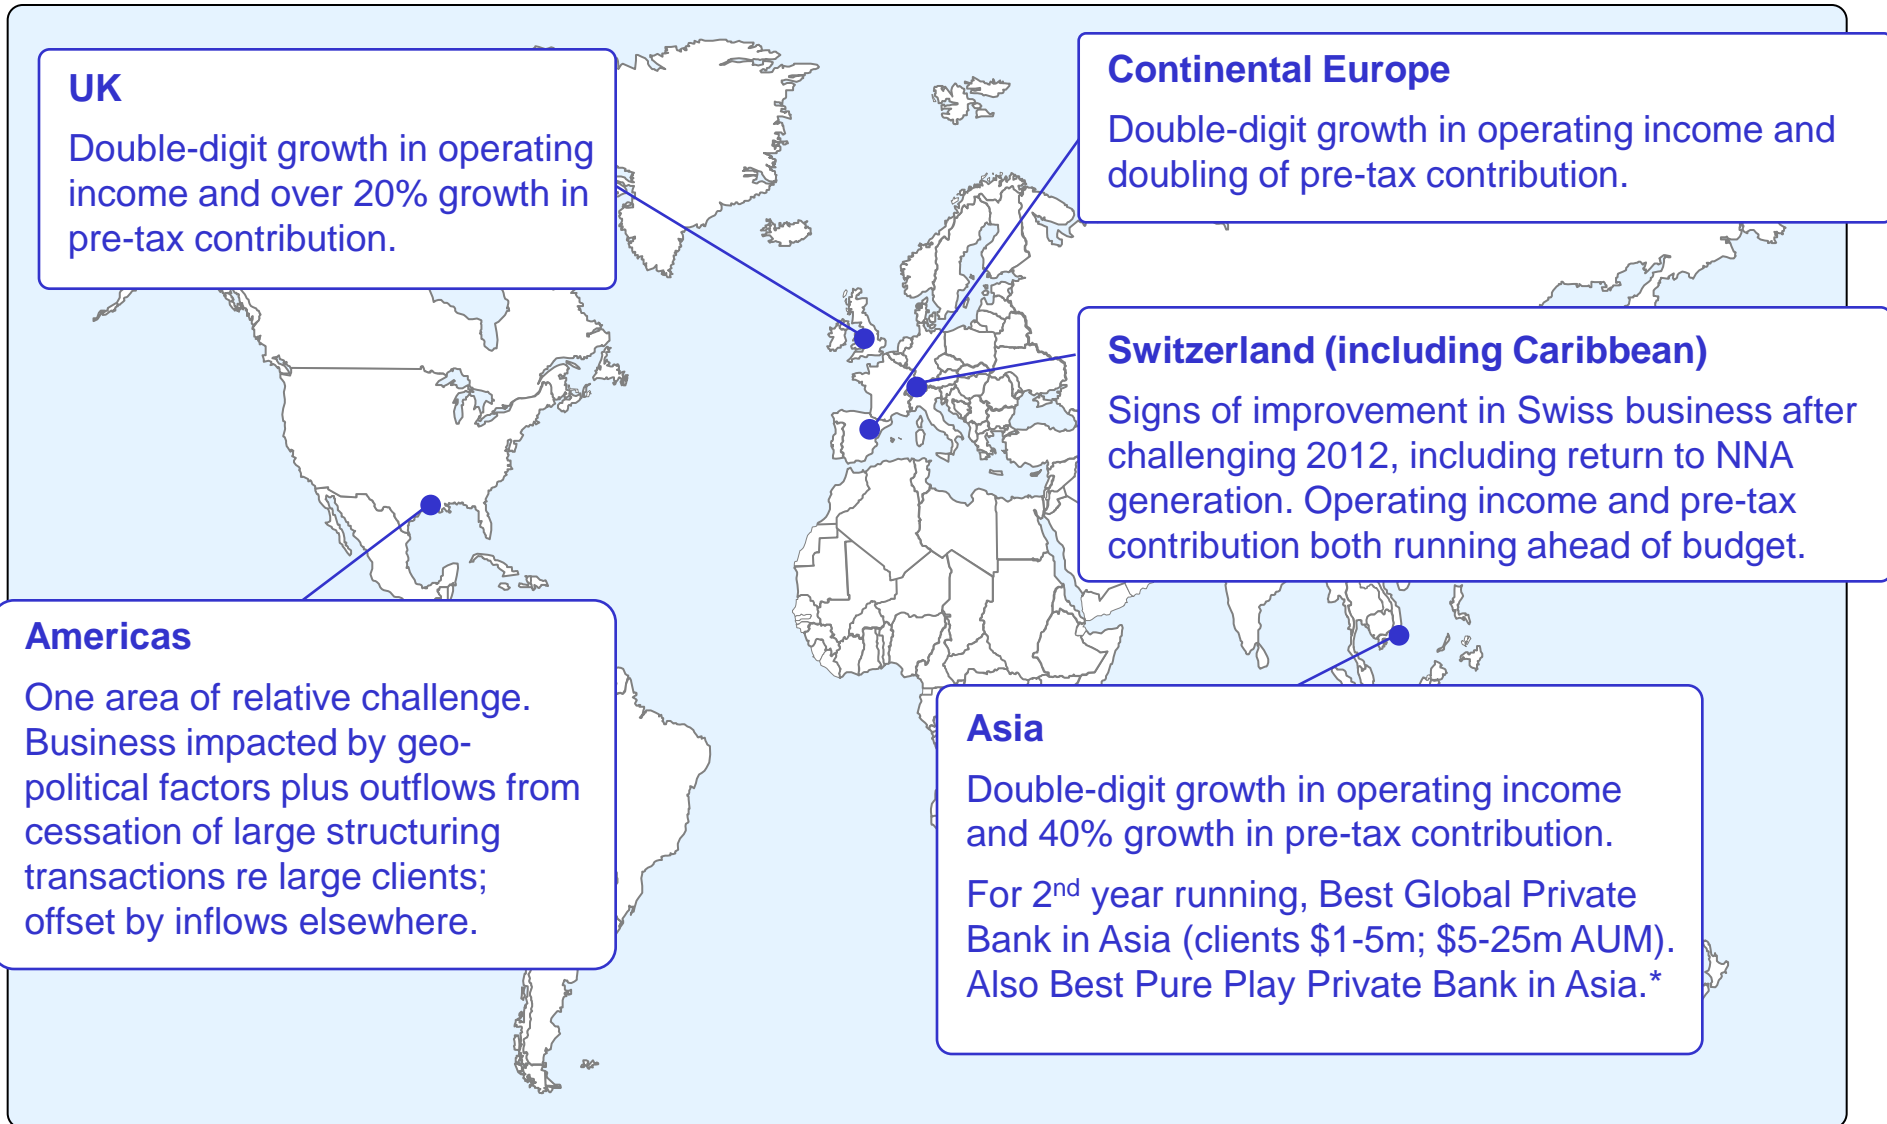 UK
Double-digit growth in operating
income and over 20% growth in
pre-tax contribution.
Continental Europe
Double-digit growth in operating income and
doubling of pre-tax contribution.
Switzerland (including Caribbean)
Signs of improvement in Swiss business after
challenging 2012, including return to NNA
generation. Operating income and pre-tax
contribution both running ahead of budget.
Americas
One area of relative challenge.
Business impacted by geo-
political factors plus outflows from
cessation of large structuring
transactions re large clients;
offset by inflows elsewhere.
Asia
Double-digit growth in operating income
and 40% growth in pre-tax contribution.
For 2nd year running, Best Global Private
Bank in Asia (clients $1-5m; $5-25m AUM).
Also Best Pure Play Private Bank in Asia.*